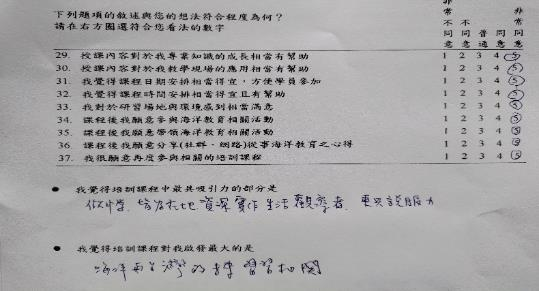 下列題項的敘述與您的想法符合程度為何？
請在右方圈選符合您看法的數字
非常不同意 不同意 普通 同意 非常同意
29. 授課內容對於我專業知識的成長相當有幫助 1 2 3 4 5
30. 授課內容對於我教學現場的應用相當有幫助 1 2 3 4 5
31. 我覺得課程日期安排相當得宜，方便學員參加 1 2 3 4 5
32. 我覺得課程時間安排相當得宜且有幫助 1 2 3 4 5
33. 我對於研習場地與環境感到相當滿意 1 2 3 4 5
34. 課程後我願意參與海洋教育相關活動 1 2 3 4 5
35. 課程後我願意帶領海洋教育相關活動 1 2 3 4 5
36. 課程後我願意分享(社群、網路)從事海洋教育之心得 1 2 3 4 5
37. 我很願意再度參與相關的培訓課程 1 2 3 4 5
● 我覺得培訓課程中最具吸引力的部分是
做中學，在地 資深實作生活觀察者，更具說服力
● 我覺得培訓課程對我啟發最大的是
海洋與台灣的 習習相關